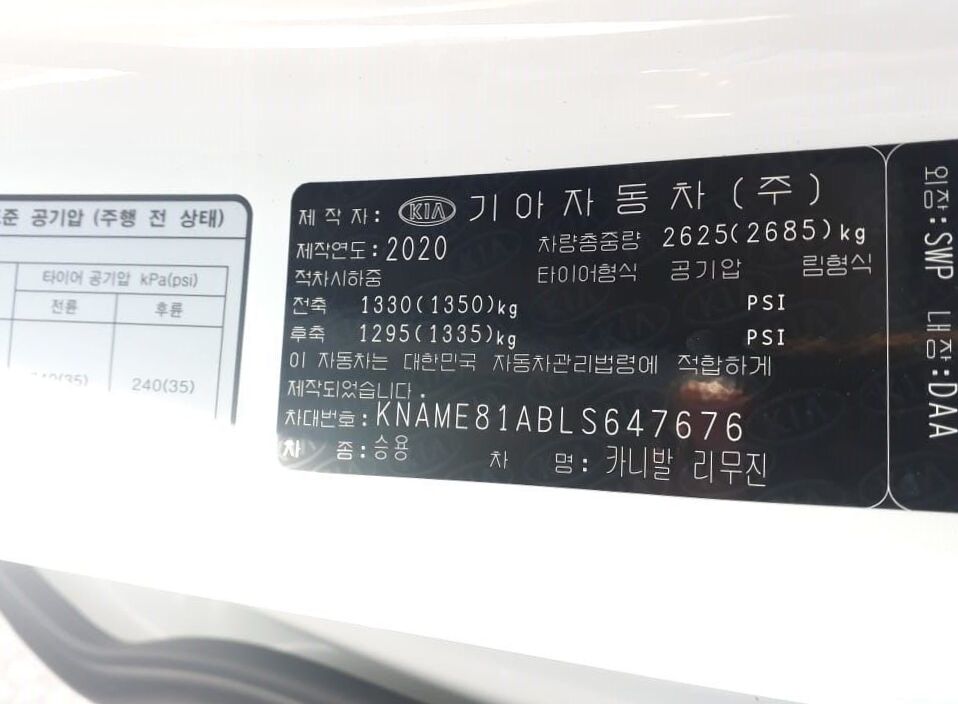 준 공기압 (주행 전 상태)
타이어 공기압 kPa(psi)
전륜 후륜
240(35)
제 작 자: KIA 기 아 자 동 차 ( 주 )
제작연도: 2020 차량총중량 2625(2685)kg
적차시하중 타이어형식 공기압 림형식
전축 1330(1350)kg PSI
후축 1295(1335)kg PSI
이 자동차는 대한민국 자동차관리법령에 적합하게
제작되었습니다.
차대번호: KNAME81ABLS647676
차 종: 승용 차 명: 카니발 리무진
외장:SWP 내장:DAA